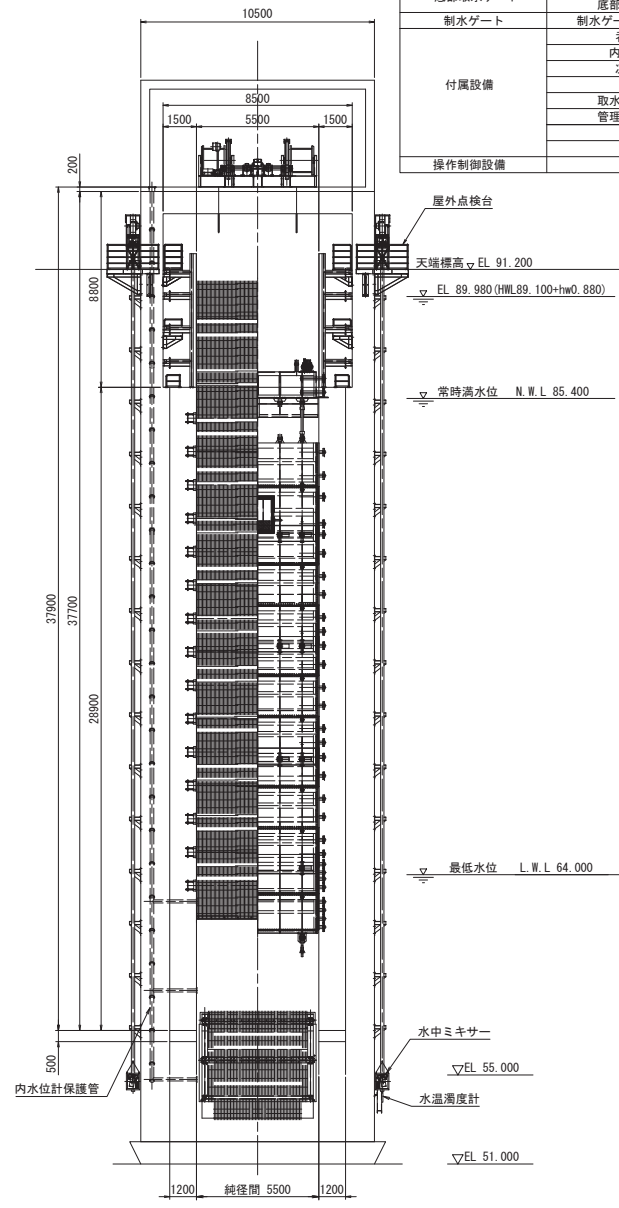 10500
底部
制水ゲート 制水ゲー
内
付属設備
8500
1500 5500 1500
取水
管理
200
操作制御設備
屋外点検台
天端標高 ▽ EL 91.200
8800
▽ EL 89.980(HWL89.100+hw0.880)
▽ 常時満水位 N.W.L 85.400
37900
37700
28900
▽ 最低水位 L.W.L 64.000
水中ミキサー
500
▽EL 55.000
内水位計保護管
水温濁度計
▽EL 51.000
1200 純径間 5500 1200